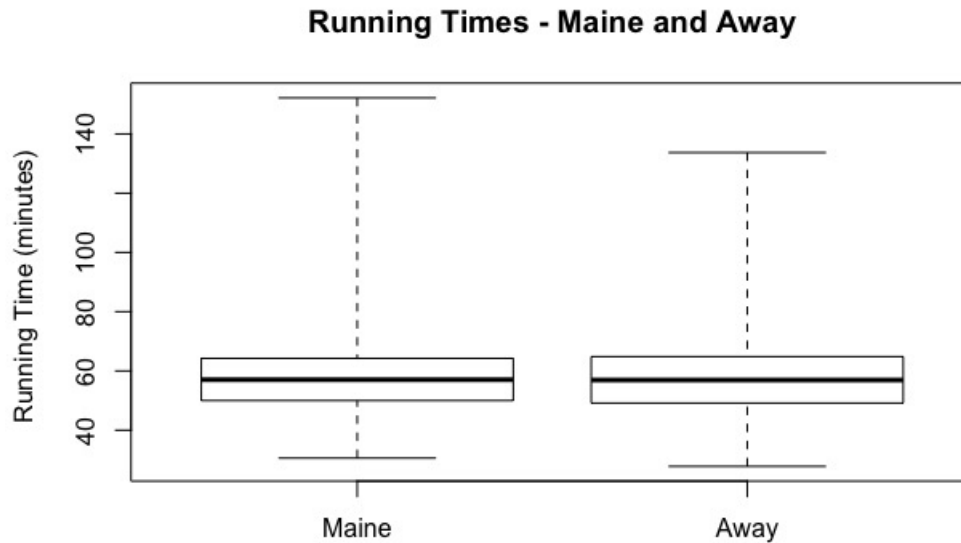 Running Times - Maine and Away
Running Time (minutes)
140
100
80
60
40
Maine
Away